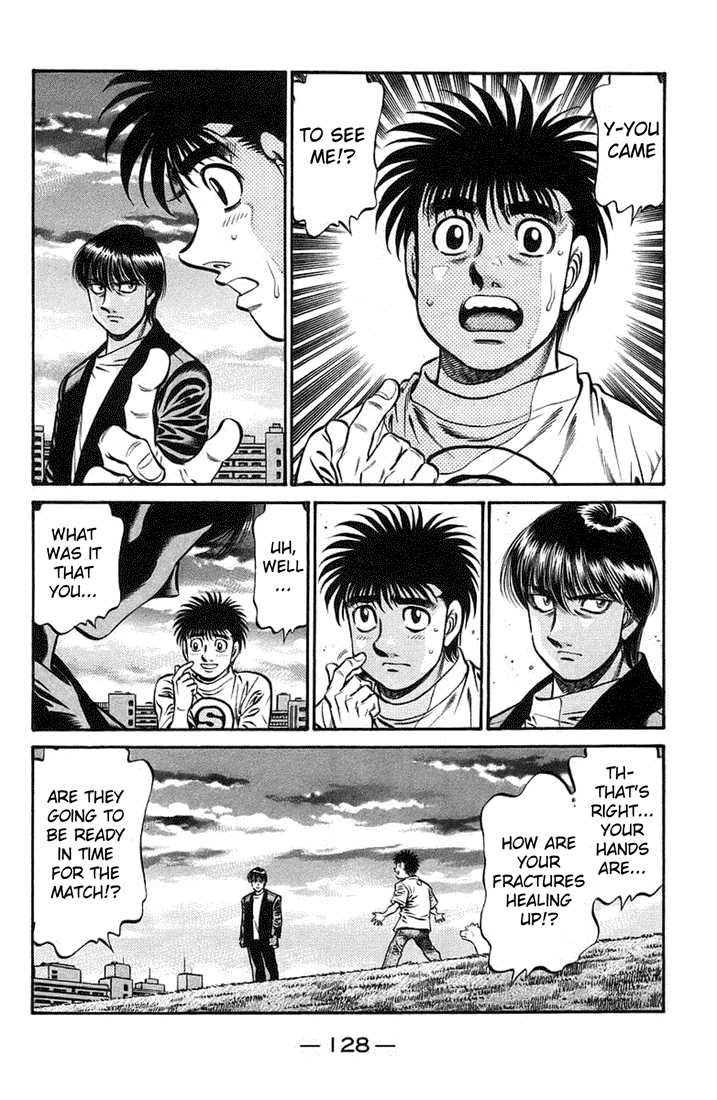 Y-YOU
CAME
TO SEE
ME!?
UH,
WELL
...
WHAT
WAS IT
THAT
YOU...
S
TH-
THAT'S
RIGHT...
YOUR
HANDS
ARE...
HOW ARE
YOUR
FRACTURES
HEALING
UP!?
ARE THEY
GOING TO
BE READY
IN TIME
FOR THE
MATCH!?
— 128 —